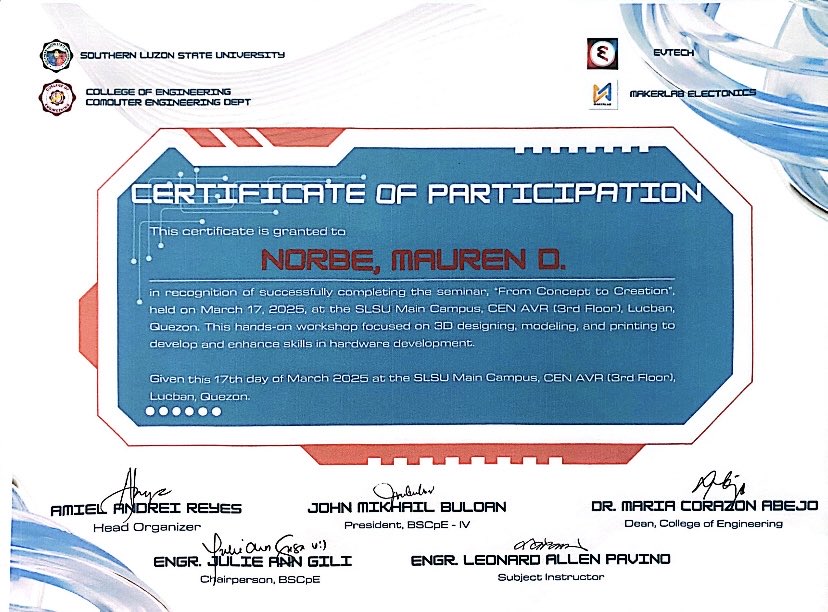 SOUTHERN LUZON STATE UNIVERSITY
COLLEGE OF ENGINEERING
COMOUTER ENGINEERING DEPT
EVTECH
MAKERLAB ELECTONICS
CERTIFICATE OF PARTICIPATION
This certificate is granted to
NORBE, MAUREN D.
in recognition of successfully completing the seminar, "From Concept to Creation",
held on March 17, 2025, at the SLSU Main Campus, CEN AVR (3rd Floor), Lucban,
Quezon. This hands-on workshop focused on 3D designing, modeling, and printing to
develop and enhance skills in hardware development.
Given this 17th day of March 2025 at the SLSU Main Campus, CEN AVR (3rd Floor),
Lucban, Quezon.
AMIEL ANDREI REYES
Head Organizer
JOHN MIKHAIL BULOAN
President, BSCpE - IV
DR. MARIA CORAZON ABEJO
Dean, College of Engineering
ENGR. JULIE ANN GILI
Chairperson, BSCpE
ENGR. LEONARD ALLEN PAVINO
Subject Instructor